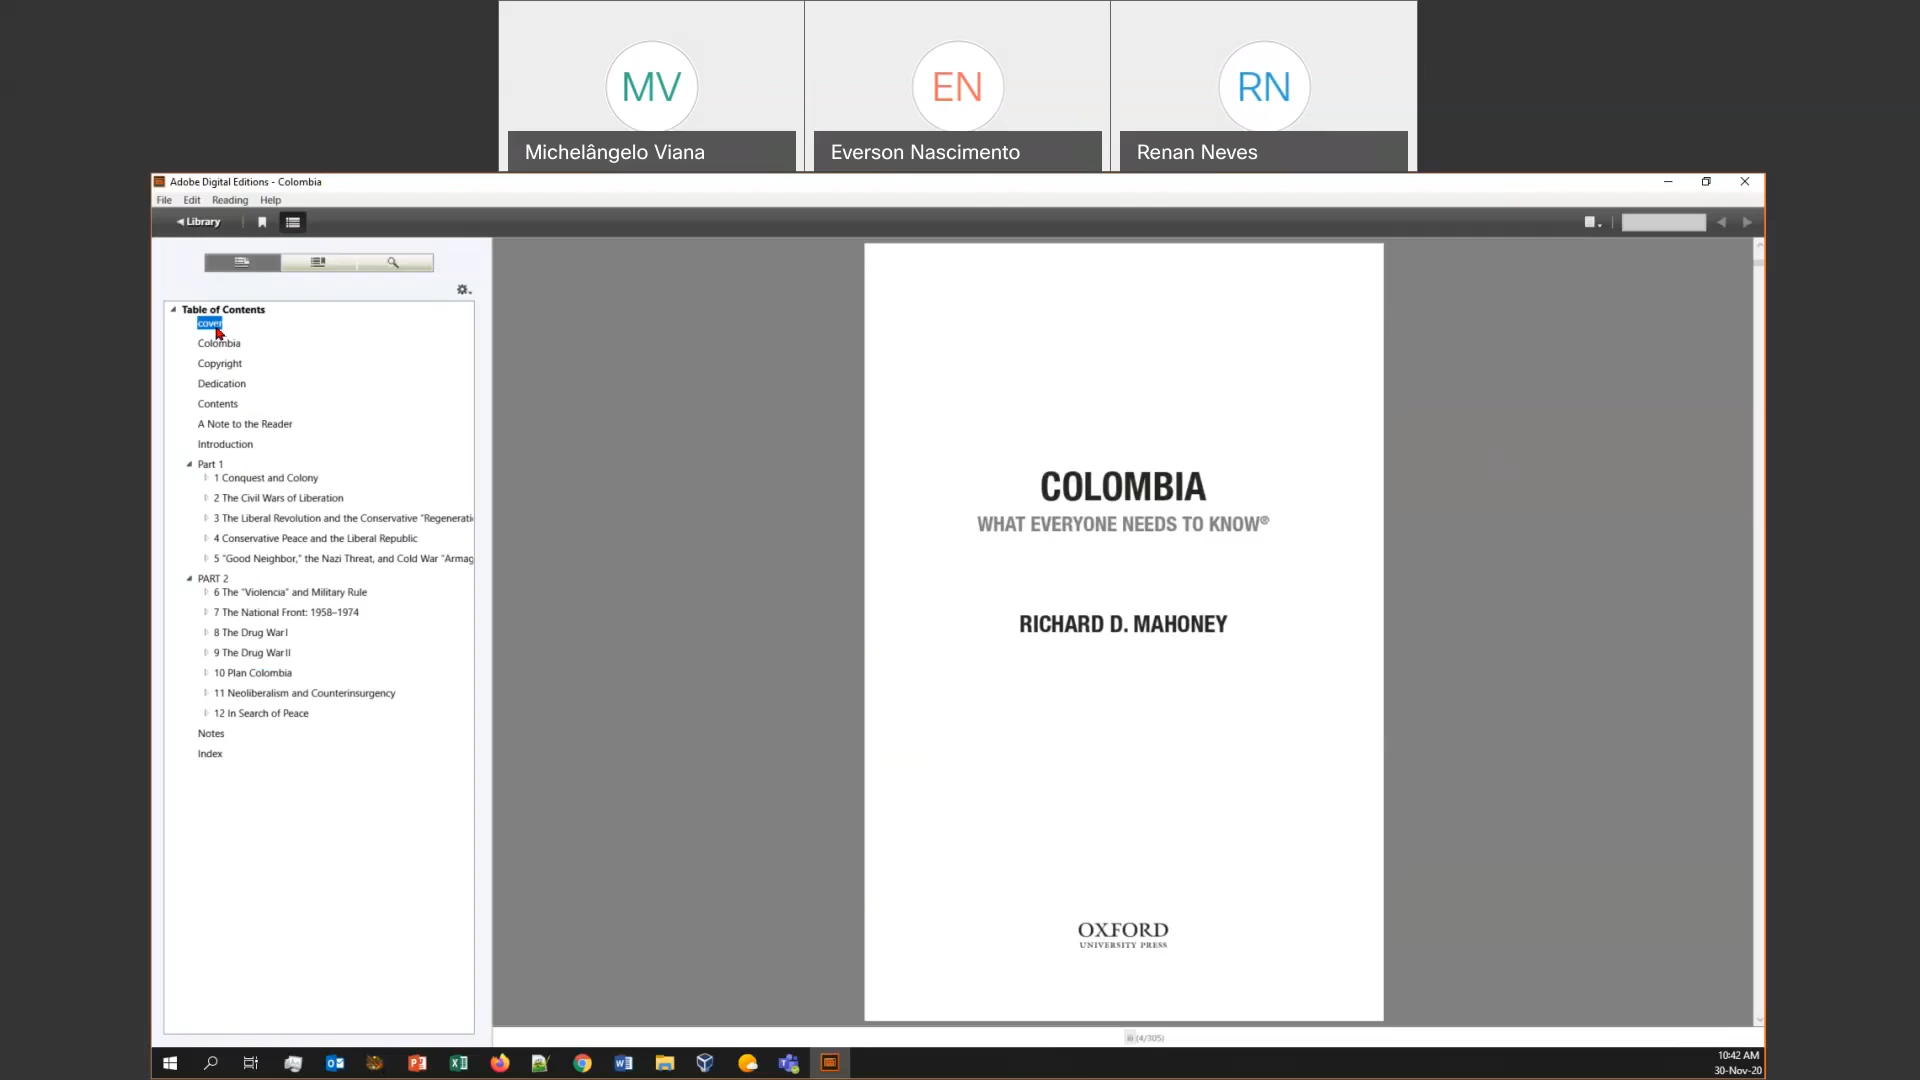 MV
EN
RN
Michelângelo Viana
Everson Nascimento
Renan Neves
Adobe Digital Editions - Colombia
File Edit Reading Help
Library
Table of Contents
cover
Colombia
Copyright
Dedication
Contents
A Note to the Reader
Introduction
Part 1
1 Conquest and Colony
2 The Civil Wars of Liberation
3 The Liberal Revolution and the Conservative "Regenerati
4 Conservative Peace and the Liberal Republic
5 "Good Neighbor," the Nazi Threat, and Cold War "Armag
PART 2
6 The "Violencia" and Military Rule
7 The National Front: 1958–1974
8 The Drug War I
9 The Drug War II
10 Plan Colombia
11 Neoliberalism and Counterinsurgency
12 In Search of Peace
Notes
Index
COLOMBIA
WHAT EVERYONE NEEDS TO KNOW®
RICHARD D. MAHONEY
OXFORD
UNIVERSITY PRESS
iii (4/305)
10:42 AM
30-Nov-20